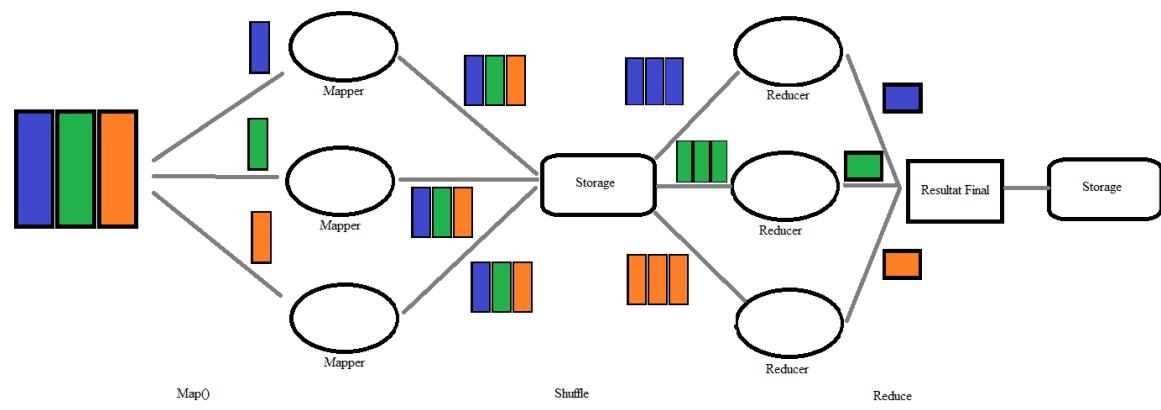 Mapper
Mapper
Mapper
Storage
Reducer
Reducer
Reducer
Resultat Final
Storage
Map()
Shuffle
Reduce